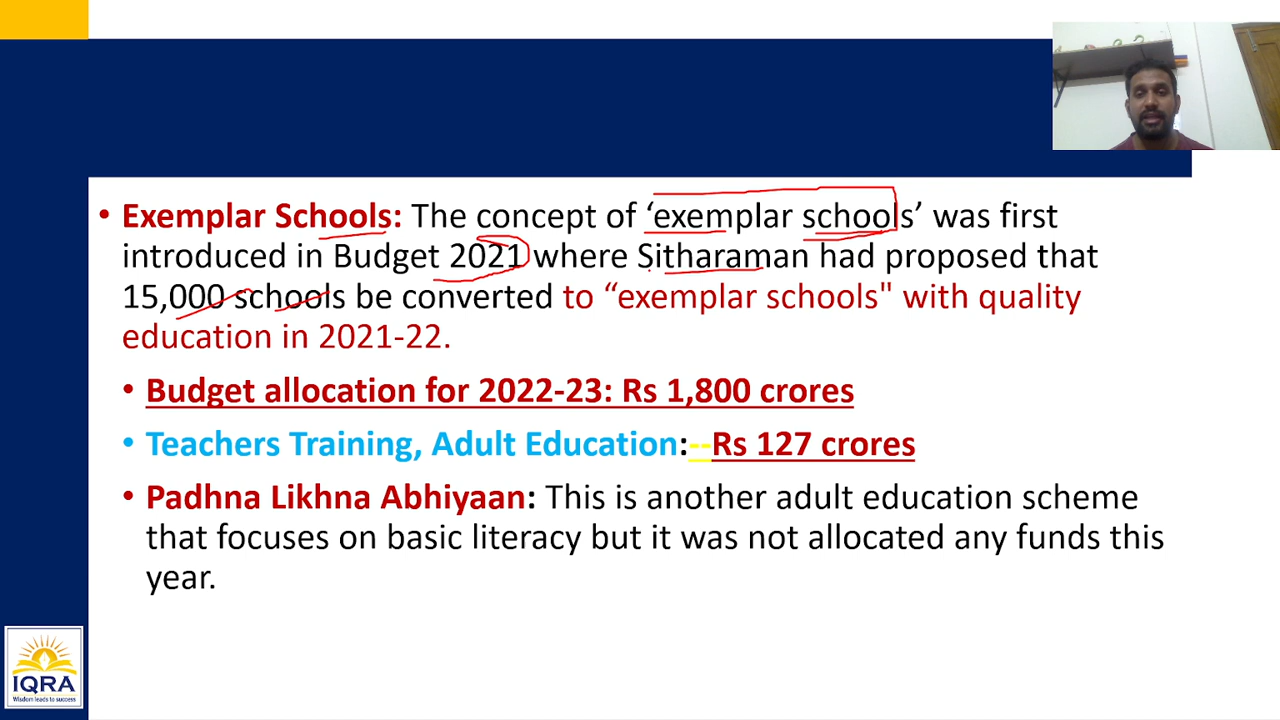 • Exemplar Schools: The concept of ‘exemplar schools’ was first
introduced in Budget 2021 where Sitharaman had proposed that
15,000 schools be converted to “exemplar schools" with quality
education in 2021-22.
• Budget allocation for 2022-23: Rs 1,800 crores
• Teachers Training, Adult Education:--Rs 127 crores
• Padhna Likhna Abhiyaan: This is another adult education scheme
that focuses on basic literacy but it was not allocated any funds this
year.
IQRA
Wisdom leads to success